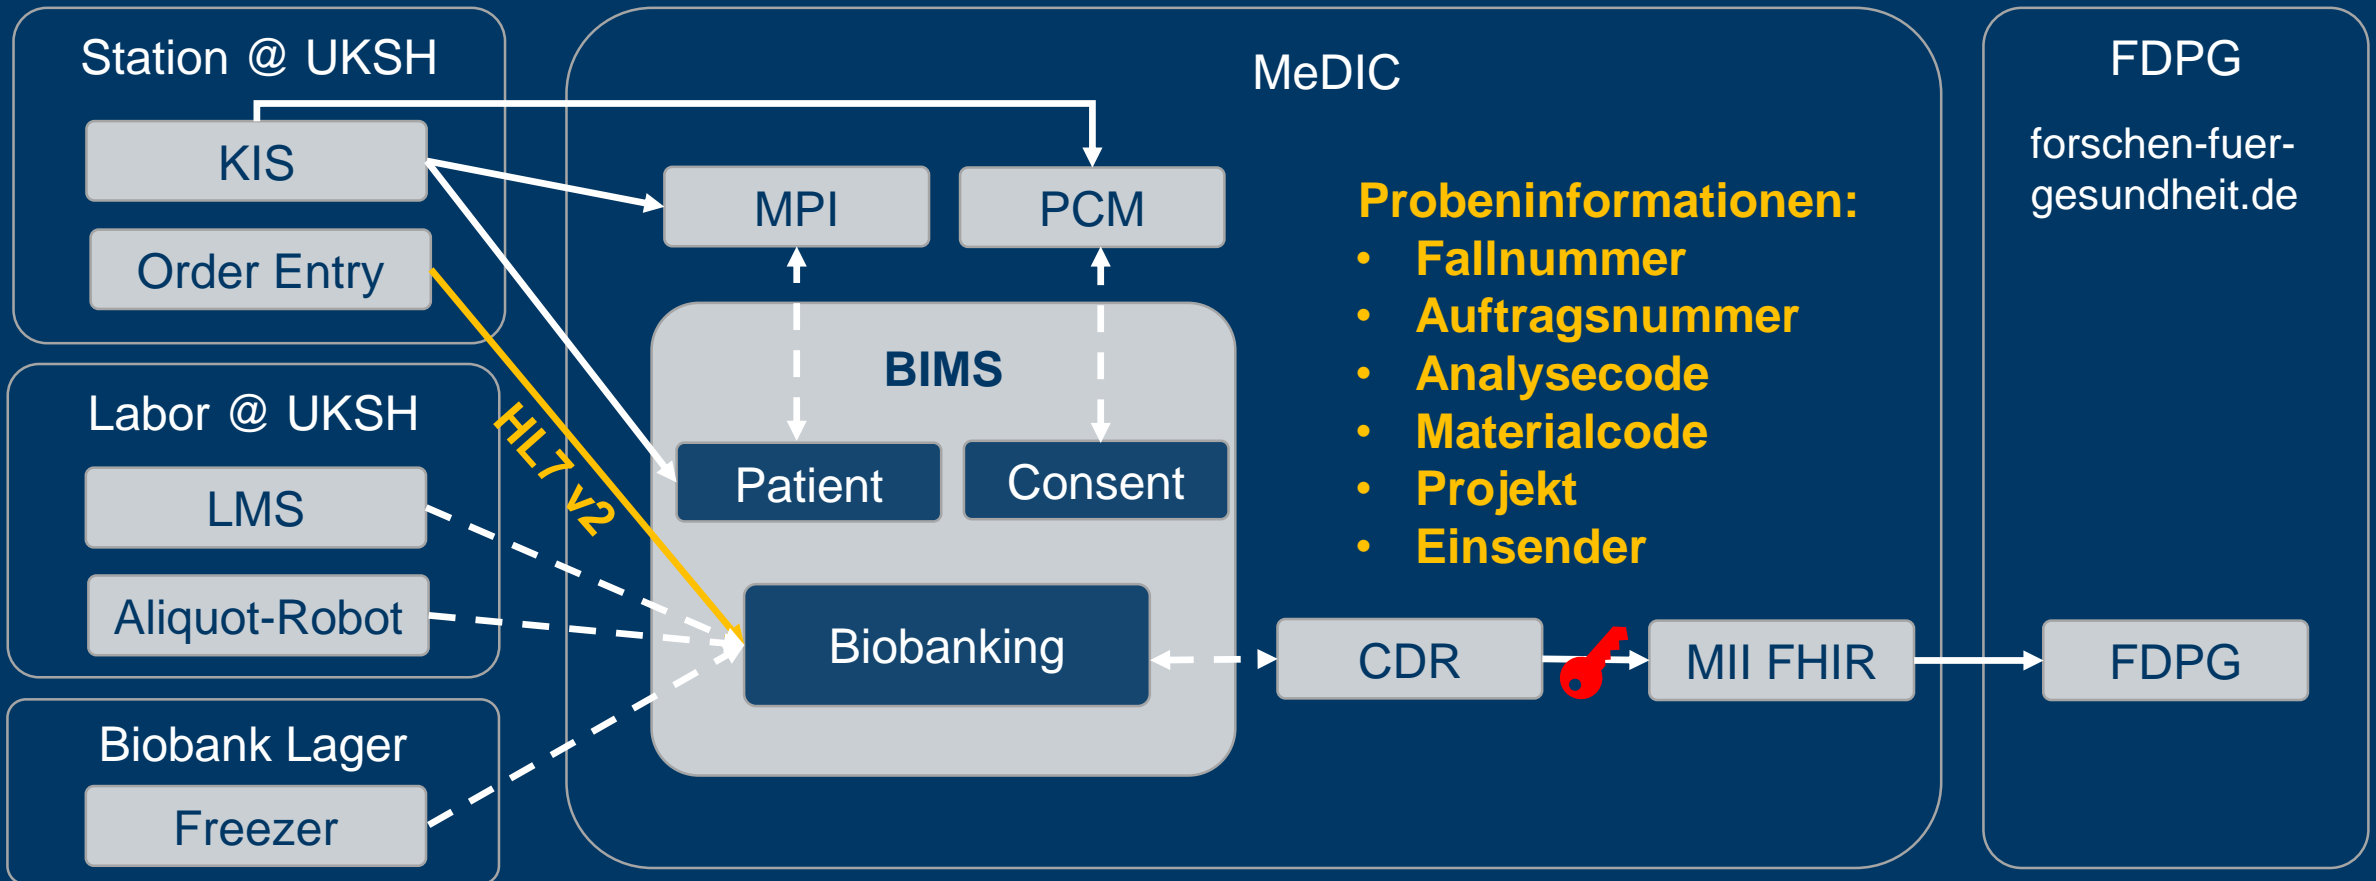 Station @ UKSH
KIS
Order Entry
Labor @ UKSH
LMS
Aliquot-Robot
Biobank Lager
Freezer
HL7 v2
MeDIC
MPI
PCM
BIMS
Patient
Consent
Biobanking
Probeninformationen:
• Fallnummer
• Auftragsnummer
• Analysecode
• Materialcode
• Projekt
• Einsender
CDR
MII FHIR
FDPG
forschen-fuer-
gesundheit.de
FDPG